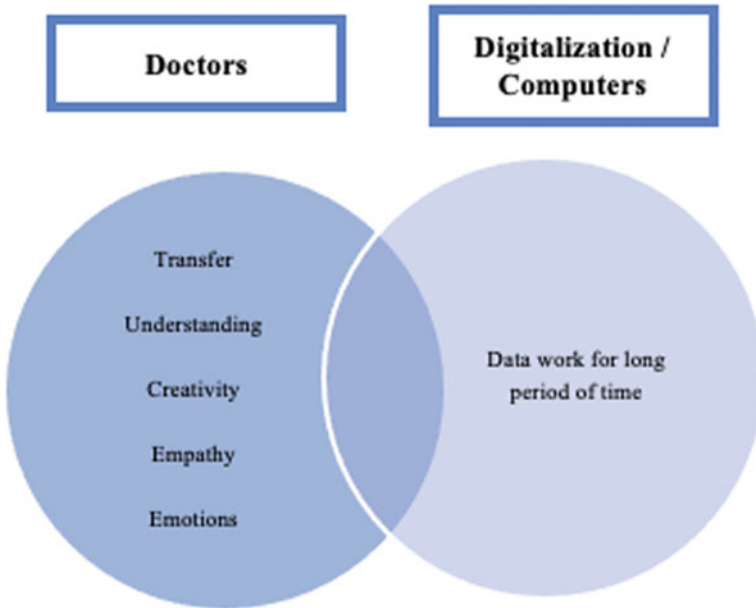 Doctors
Digitalization /
Computers
Transfer
Understanding
Creativity
Empathy
Emotions
Data work for long
period of time